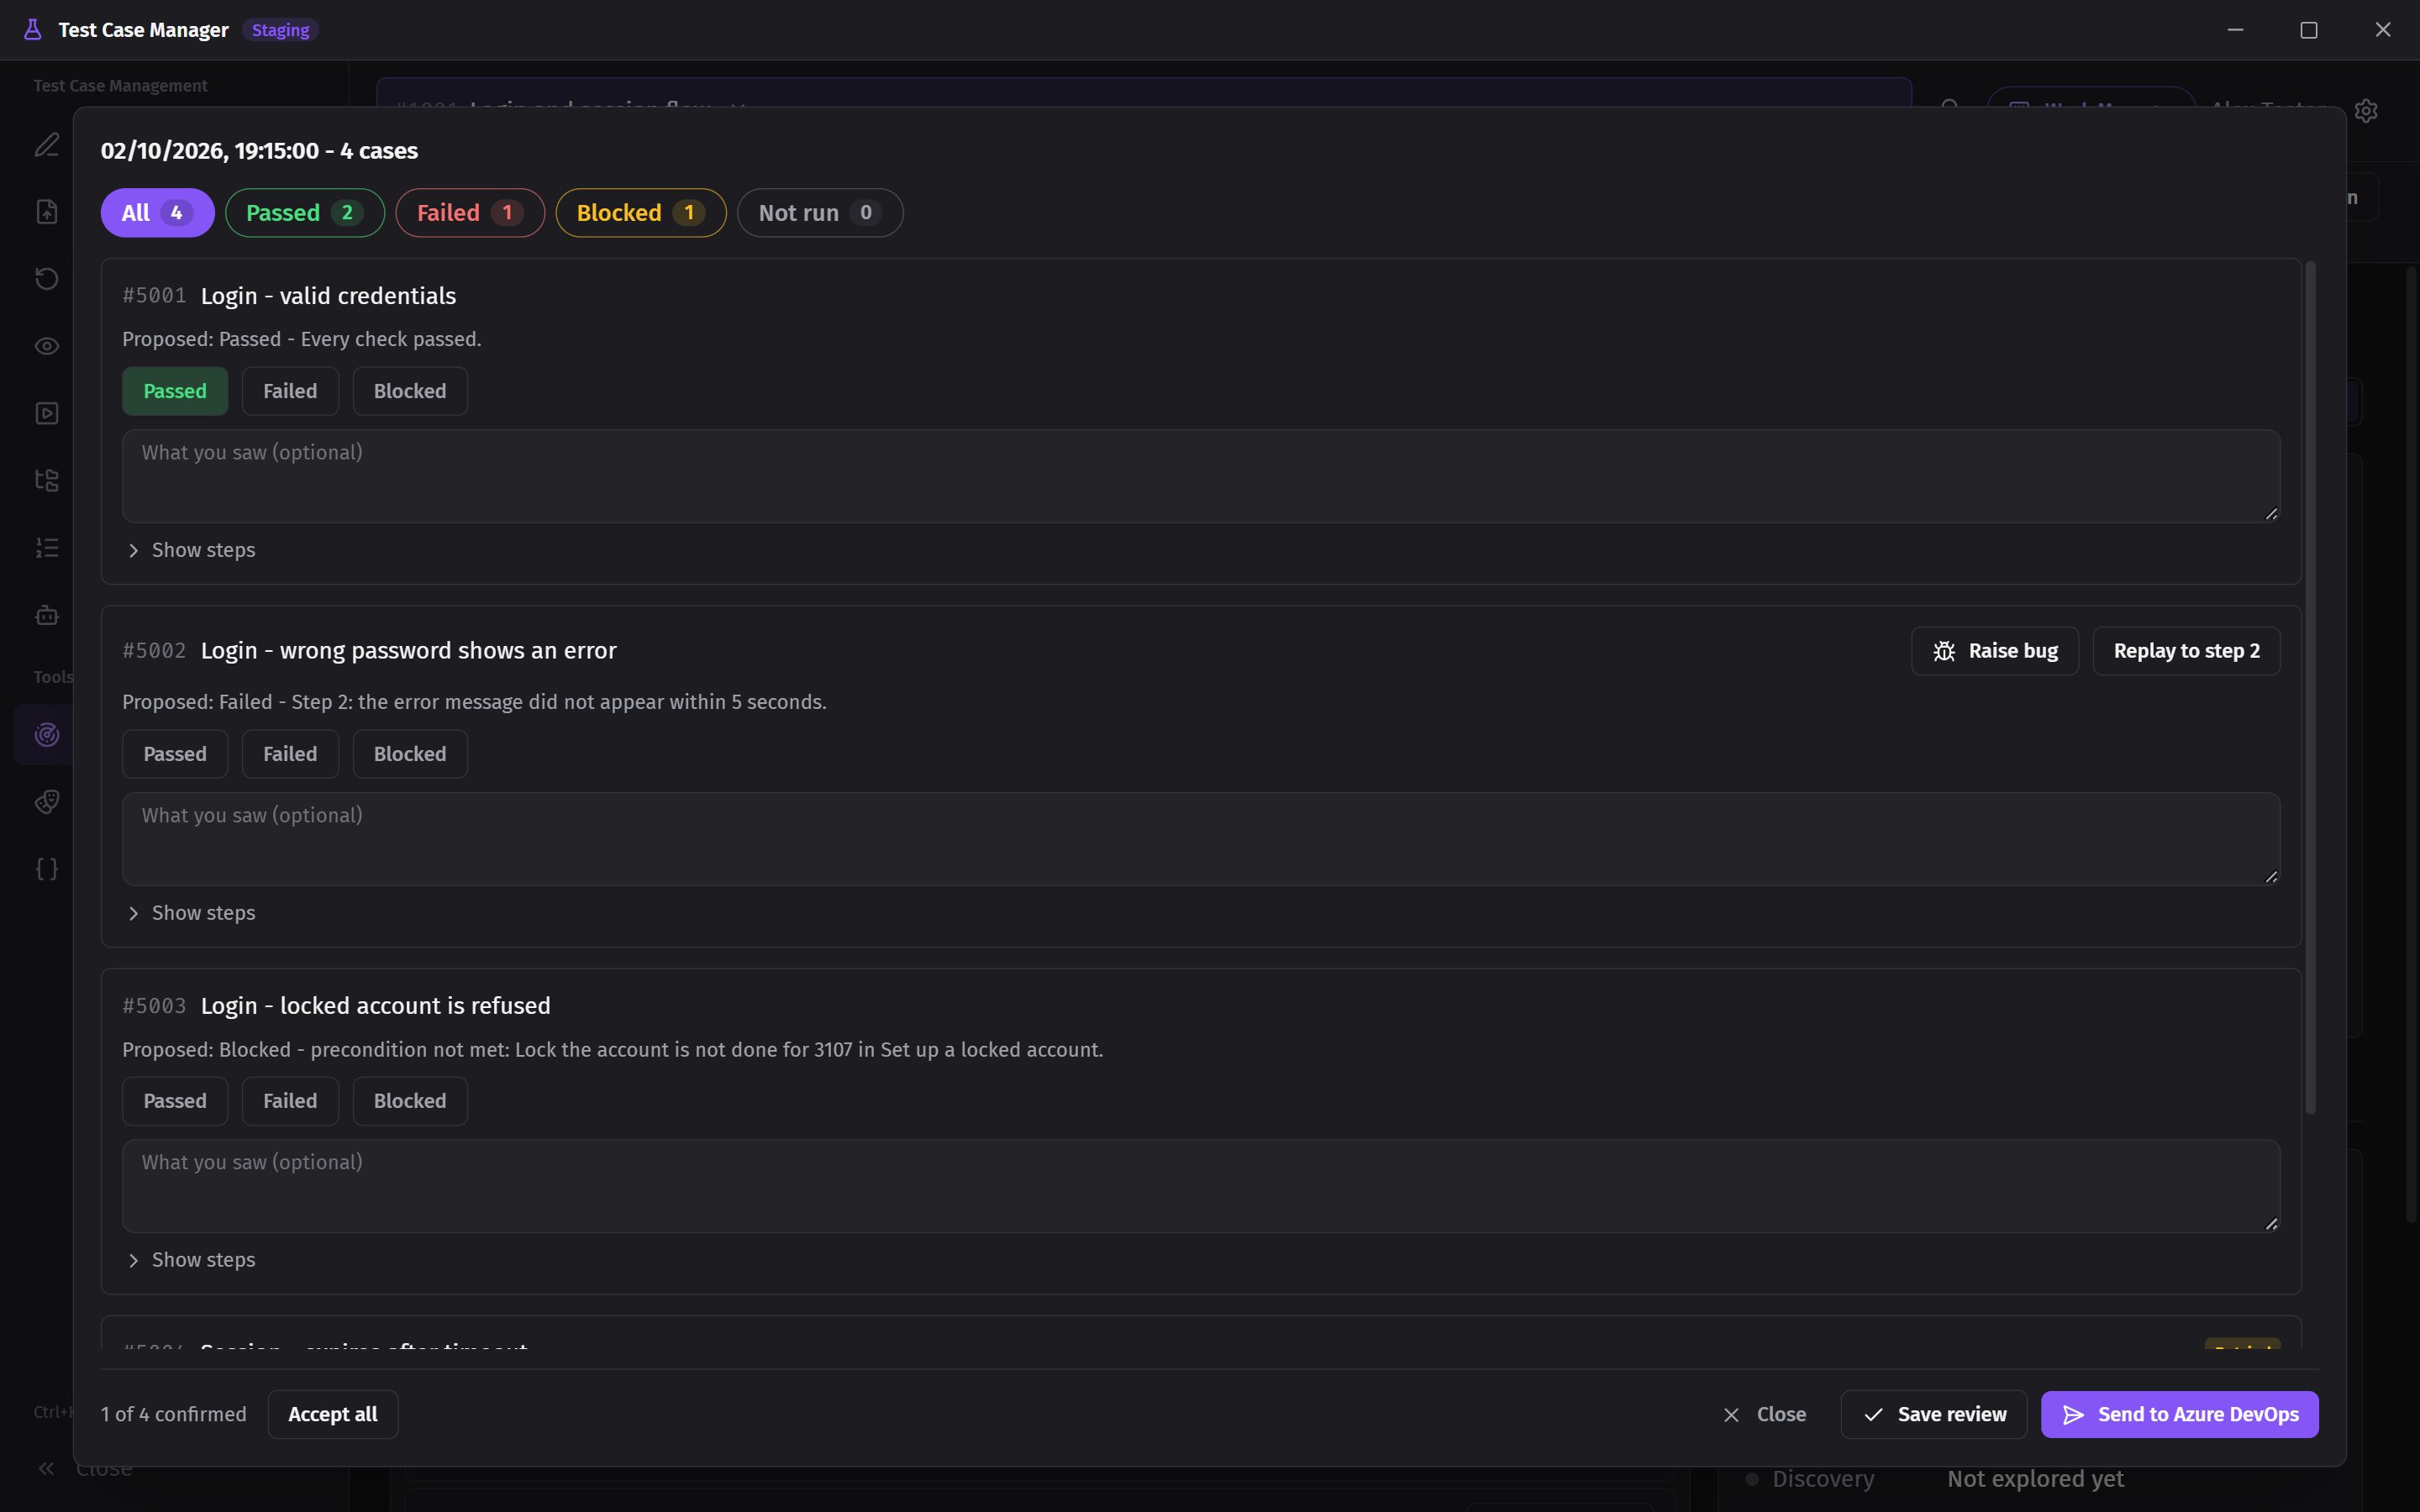 Test Case Manager Staging
Test Case Management
02/10/2026, 19:15:00 - 4 cases
All 4 Passed 2 Failed 1 Blocked 1 Not run 0
#5001 Login - valid credentials
Proposed: Passed - Every check passed.
Passed Failed Blocked
What you saw (optional)
Show steps
#5002 Login - wrong password shows an error
Raise bug Replay to step 2
Proposed: Failed - Step 2: the error message did not appear within 5 seconds.
Passed Failed Blocked
What you saw (optional)
Show steps
Tools
#5003 Login - locked account is refused
Proposed: Blocked - precondition not met: Lock the account is not done for 3107 in Set up a locked account.
Passed Failed Blocked
What you saw (optional)
Show steps
1 of 4 confirmed Accept all Close Save review Send to Azure DevOps
Close
Discovery Not explored yet